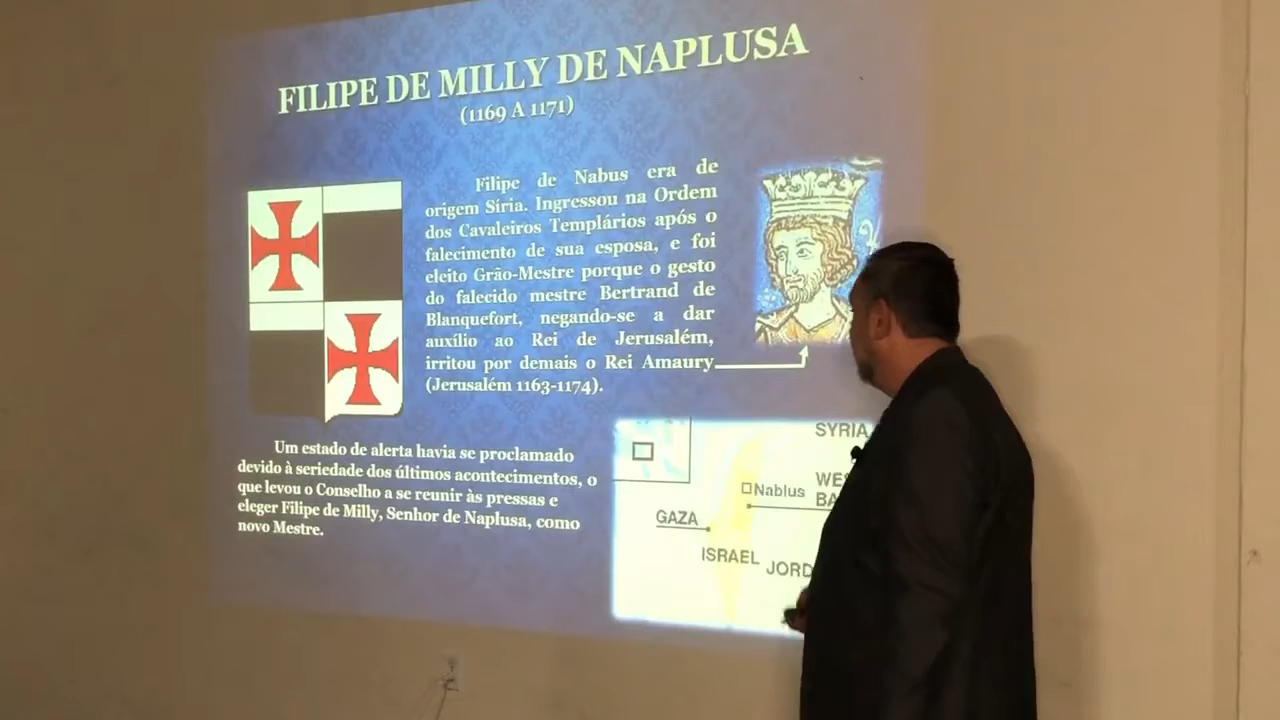 FILIPE DE MILLY DE NAPLUSA
(1169 A 1171)
Filipe de Nabus era de
origem Síria. Ingressou na Ordem
dos Cavaleiros Templários após o
falecimento de sua esposa, e foi
eleito Grão-Mestre porque o gesto
do falecido mestre Bertrand de
Blanquefort, negando-se a dar
auxílio ao Rei de Jerusalém,
irritou por demais o Rei Amaury
(Jerusalém 1163-1174).
Um estado de alerta havia se proclamado
devido à seriedade dos últimos acontecimentos, o
que levou o Conselho a se reunir às pressas e
eleger Filipe de Milly, Senhor de Naplusa, como
novo Mestre.
SYRIA
Nablus
GAZA
ISRAEL